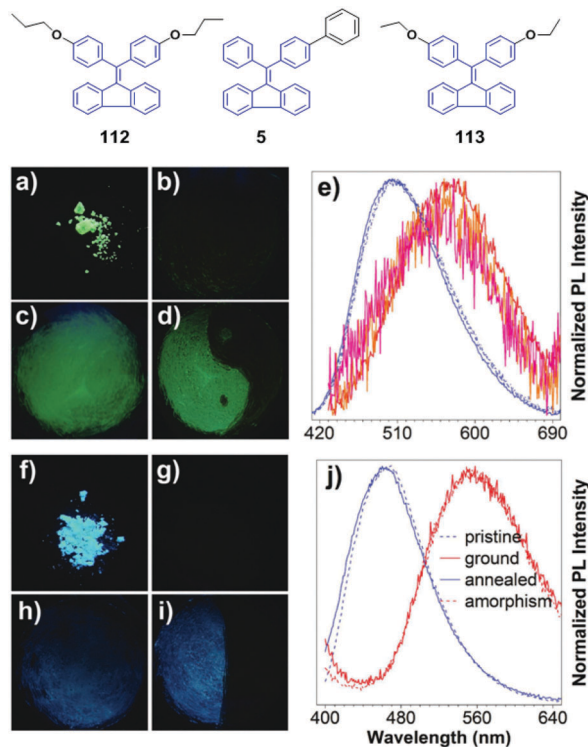 O O O O
112 5 113
a) b)
c) d)
e)
Normalized PL Intensity
420 510 600 690
f) g)
h) i)
j)
pristine
ground
annealed
amorphism
Normalized PL Intensity
400 480 560 640
Wavelength (nm)